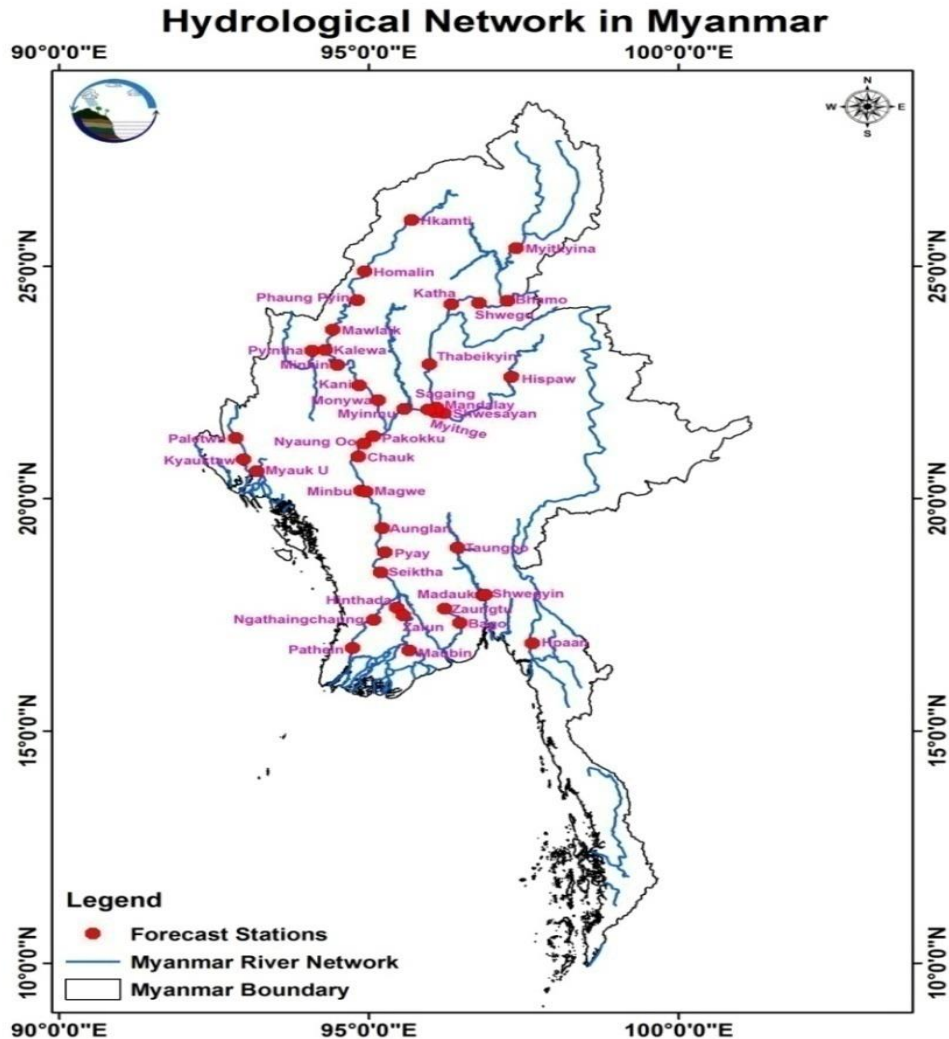 Hydrological Network in Myanmar
90°0'0"E 95°0'0"E 100°0'0"E
N
W E
S
Hkamti
Myitkyina
25°0'0"N 25°0'0"N
Homalin
Phaung Pyin
Katha
Bhamo
Shwegu
Mawlaik
Kalewa
Thabeikyin
Hispaw
Kani
Monywa
Sagaing
Mandalay
Myinmu
Shwesayan
Myitnge
Paletwa
Nyaung Oo
Pakokku
Kyauktaw
Chauk
Myauk U
Minbu
Magwe
20°0'0"N 20°0'0"N
Aunglan
Taungoo
Pyay
Seiktha
Madauk
Shwegyin
Hinthada
Zaungtu
Ngathaingchaung
Zalun
Bago
Hpaan
Pathein
Maubin
15°0'0"N 15°0'0"N
Legend
Forecast Stations
Myanmar River Network
Myanmar Boundary
10°0'0"N 10°0'0"N
90°0'0"E 95°0'0"E 100°0'0"E